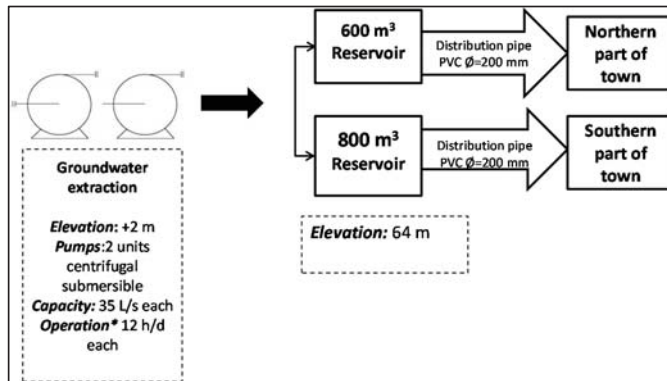 Groundwater
extraction
Elevation: +2 m
Pumps:2 units
centrifugal
submersible
Capacity: 35 L/s each
Operation* 12 h/d
each
600 m³
Reservoir
Distribution pipe
PVC Ø=200 mm
Northern
part of
town
800 m³
Reservoir
Distribution pipe
PVC Ø=200 mm
Southern
part of
town
Elevation: 64 m